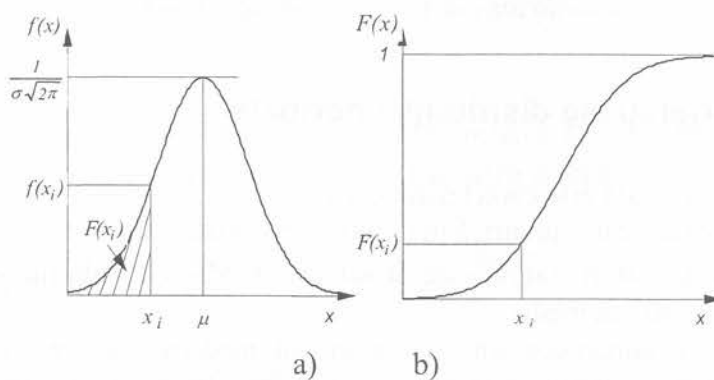 f(x)
1
σ√2π
f(xᵢ)
F(xᵢ)
xᵢ
μ
x
a)
F(x)
1
F(xᵢ)
xᵢ
x
b)